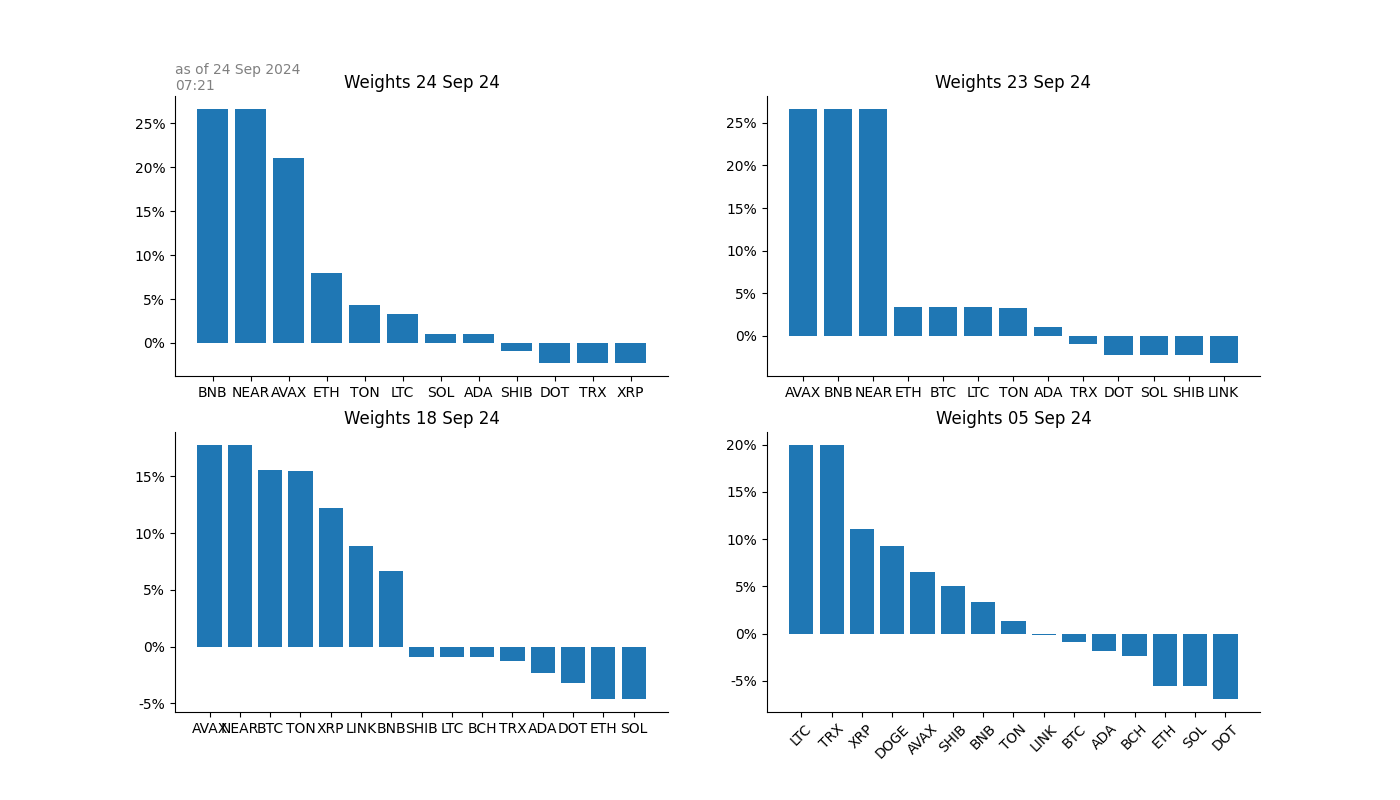 as of 24 Sep 2024
07:21
Weights 24 Sep 24
25%
20%
15%
10%
5%
0%
BNB NEAR AVAX ETH TON LTC SOL ADA SHIB DOT TRX XRP
Weights 23 Sep 24
25%
20%
15%
10%
5%
0%
AVAX BNB NEAR ETH BTC LTC TON ADA TRX DOT SOL SHIB LINK
Weights 18 Sep 24
15%
10%
5%
0%
-5%
AVAX NEAR BTC TON XRP LINK BNB SHIB LTC BCH TRX ADA DOT ETH SOL
Weights 05 Sep 24
20%
15%
10%
5%
0%
-5%
LTC TRX XRP DOGE AVAX SHIB BNB TON LINK BTC ADA BCH ETH SOL DOT